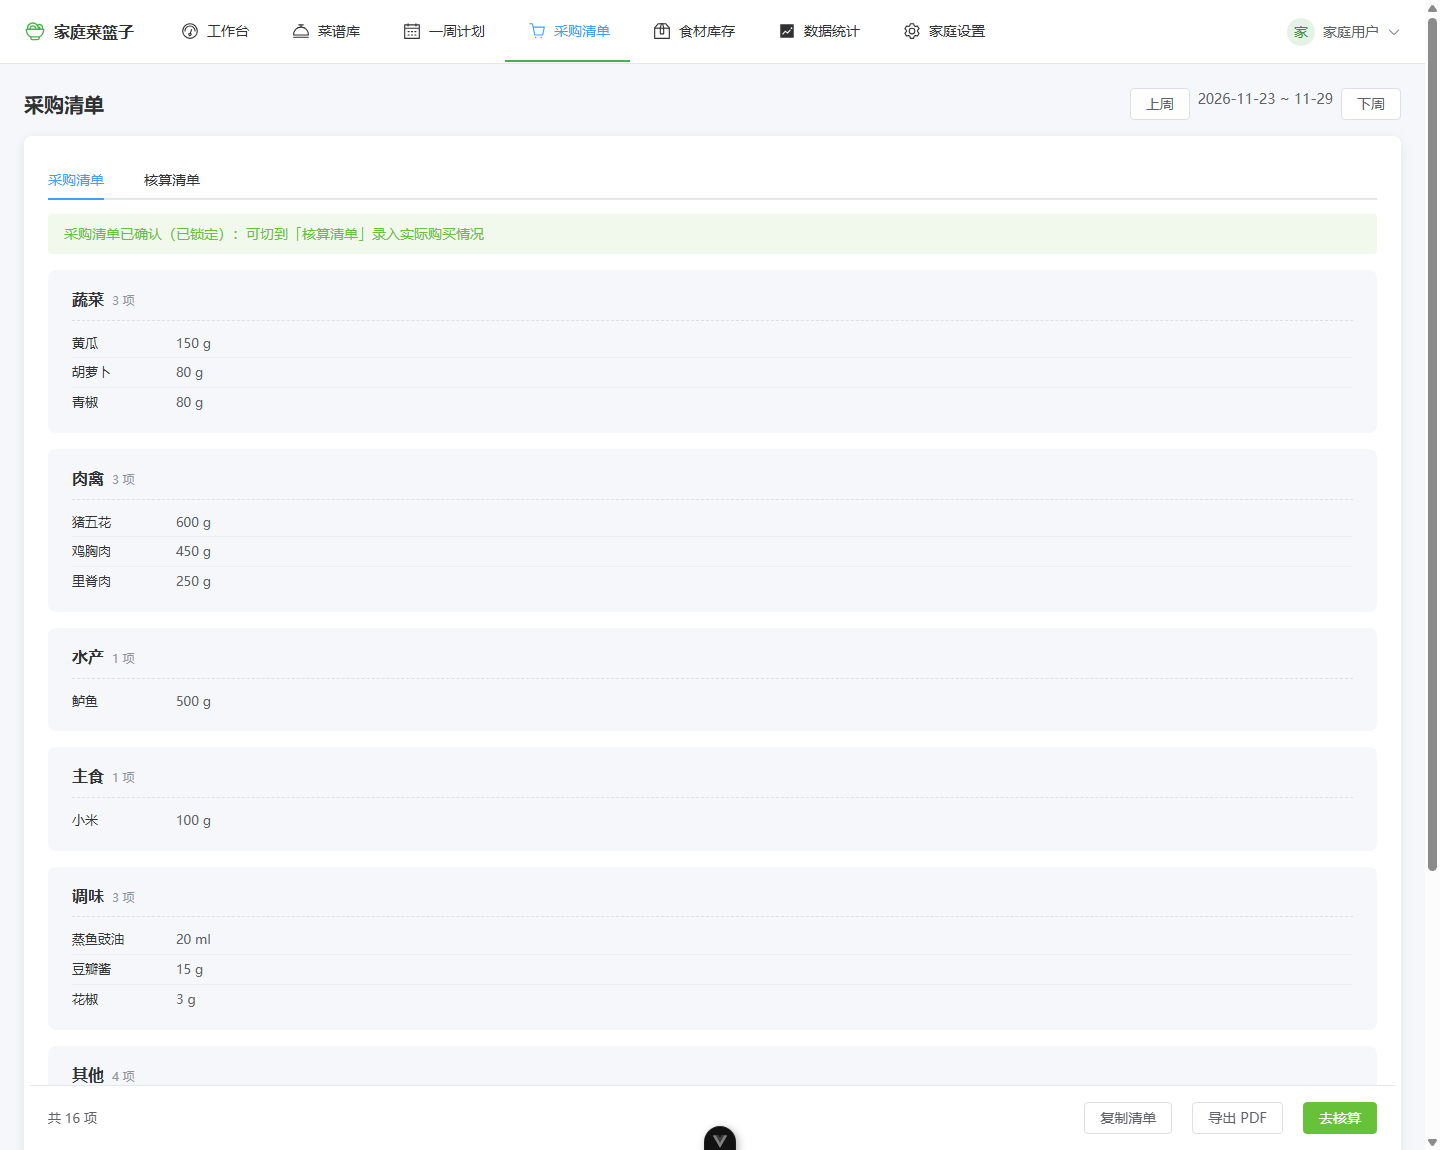 家庭菜篮子 工作台 菜谱库 一周计划 采购清单 食材库存 数据统计 家庭设置 家 家庭用户
采购清单 上周 2026-11-23 ~ 11-29 下周
采购清单 核算清单
采购清单已确认（已锁定）：可切到「核算清单」录入实际购买情况
蔬菜 3 项
黄瓜 150 g
胡萝卜 80 g
青椒 80 g
肉禽 3 项
猪五花 600 g
鸡胸肉 450 g
里脊肉 250 g
水产 1 项
鲈鱼 500 g
主食 1 项
小米 100 g
调味 3 项
蒸鱼豉油 20 ml
豆瓣酱 15 g
花椒 3 g
其他 4 项
共 16 项 复制清单 导出 PDF 去核算